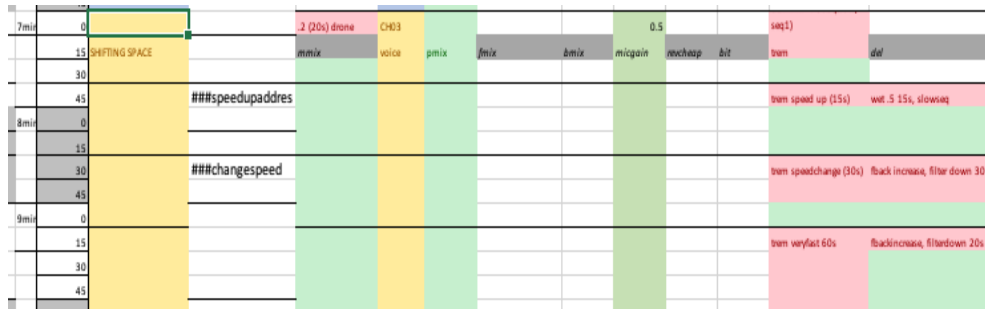 7min 0 .2 (20s) drone CH03 0.5 seq1)
15 SHIFTING SPACE mmix voice pmix fmix bmix micgain revcheap bit trem del
30
45 ###speedupaddres trem speed up (15s) wet .5 15s, slowseq
8min 0
15
30 ###changespeed trem speedchange (30s) fback increase, filter down 30
45
9min 0
15 trem veryfast 60s fbackincrease, filterdown 20s
30
45